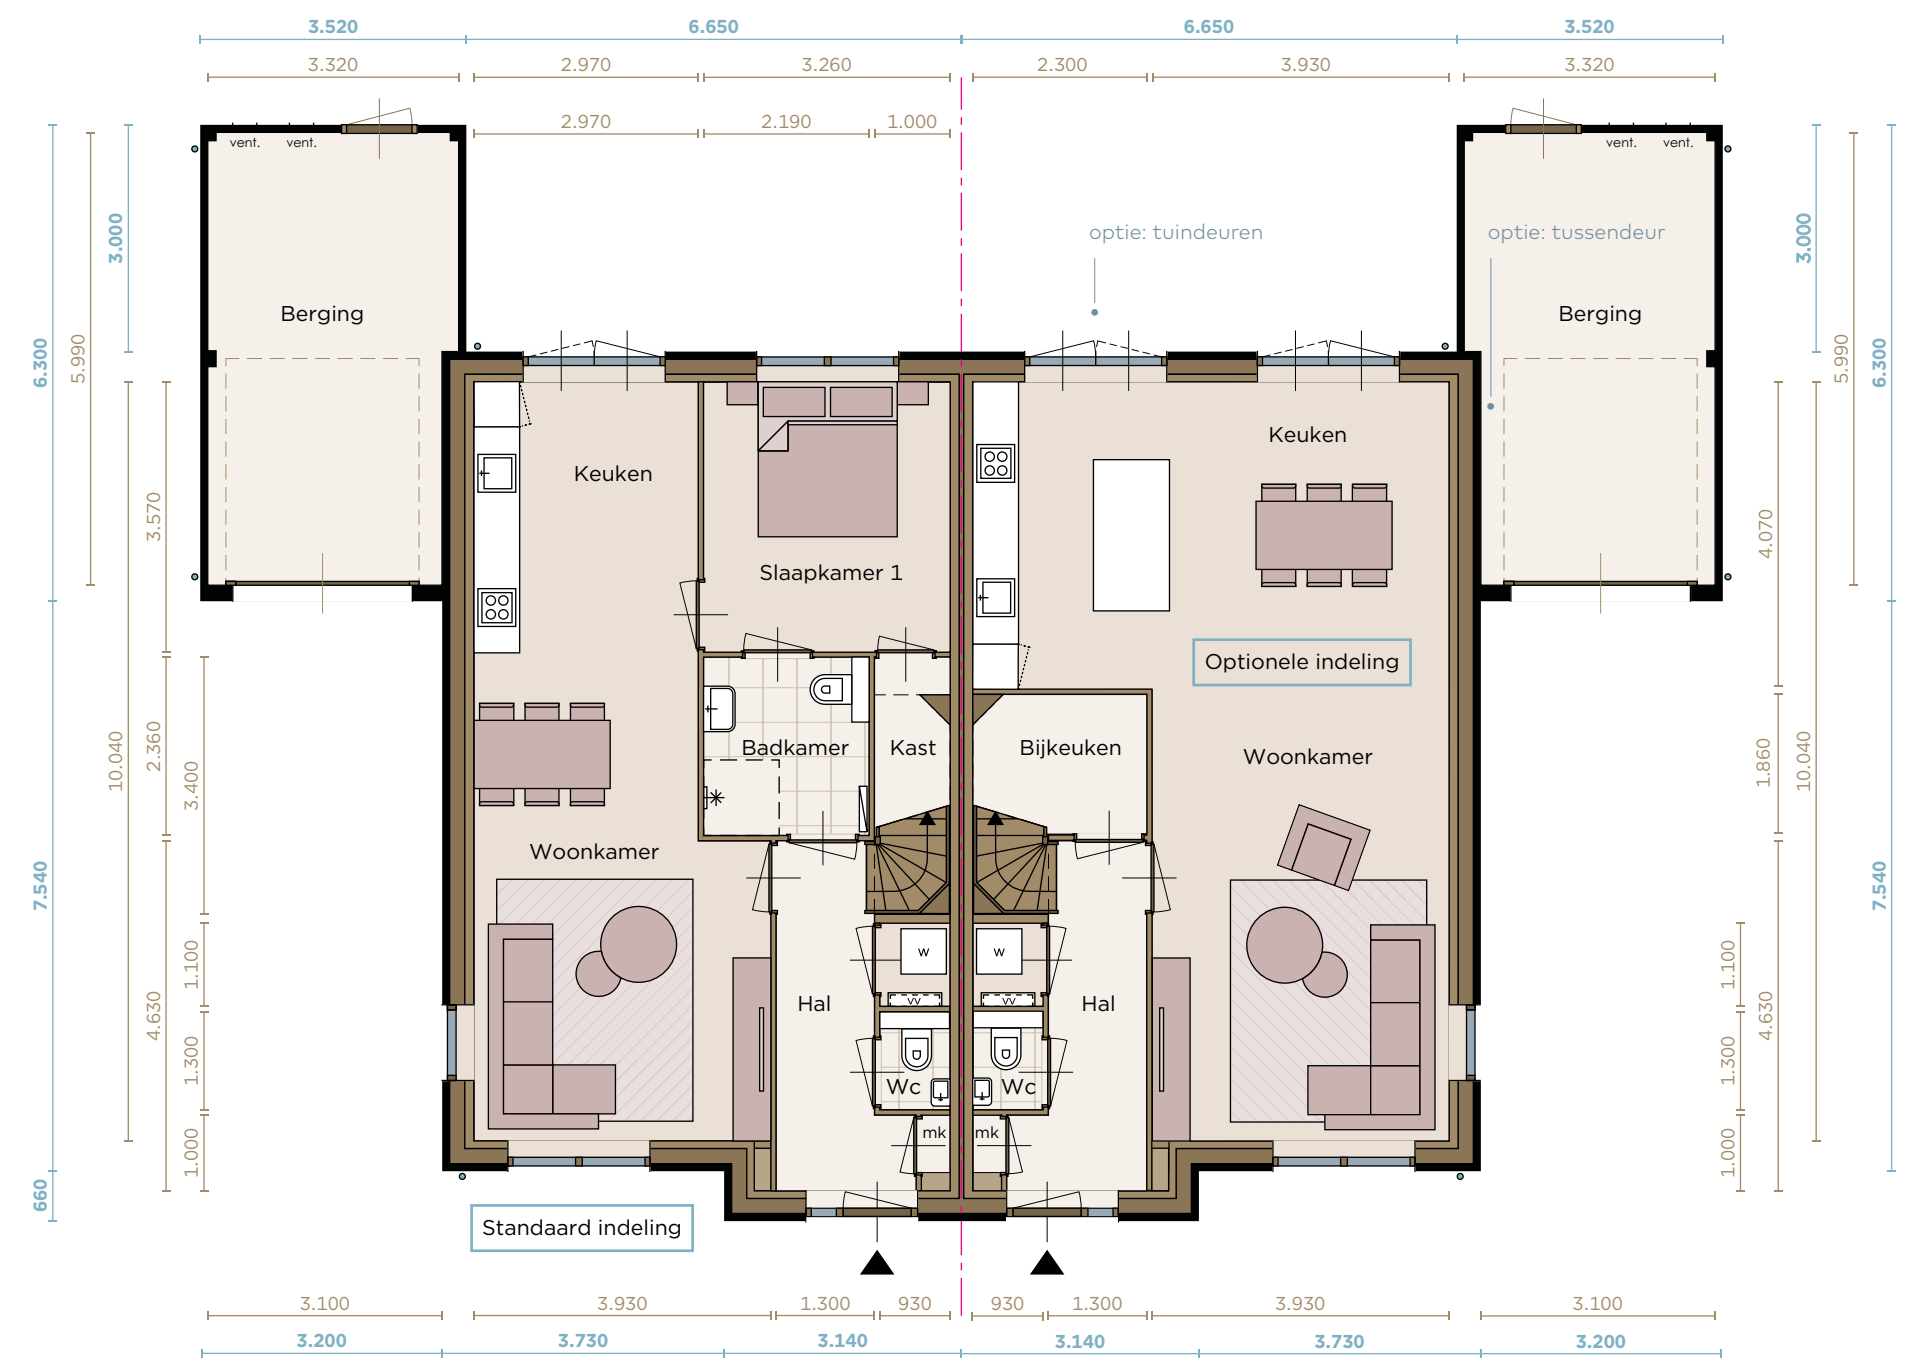 3.520 6.650 6.650 3.520
3.320 2.970 3.260 2.300 3.930 3.320
2.970 2.190 1.000
vent. vent. vent. vent.
3.000 3.000
optie: tuindeuren optie: tussendeur
Berging Berging
6.300 5.990 5.990 6.300
Keuken Keuken
3.570 4.070
Slaapkamer 1
Optionele indeling
10.040 2.360 3.400 Badkamer Kast Bijkeuken Woonkamer 1.860 10.040
Woonkamer
7.540 7.540
w w
1.100 1.100
vv vv
4.630 Hal Hal 4.630
1.300 1.300
Wc Wc
mk mk
1.000 1.000
660
Standaard indeling
3.100 3.930 1.300 930 930 1.300 3.930 3.100
3.200 3.730 3.140 3.140 3.730 3.200